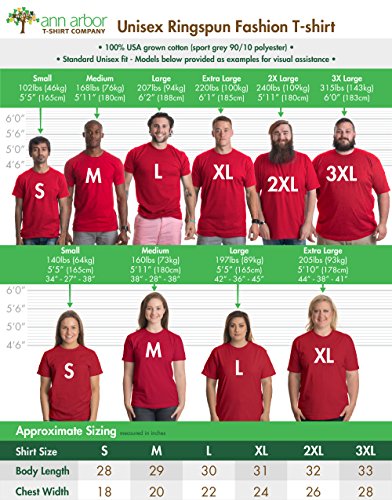 ann arbor
T-SHIRT COMPANY
Unisex Ringspun Fashion T-shirt
• 100% USA grown cotton (sport grey 90/10 polyester) •
• Standard Unisex fit - Models below provided as examples for visual assistance •
Small Medium Large Extra Large 2X Large 3X Large
102lbs (46kg) 168lbs (76kg) 207lbs (94kg) 220lbs (100kg) 240lbs (109kg) 315lbs (143kg)
5'5" (165cm) 5'11" (180cm) 6'2" (188cm) 6'1" (185cm) 5'11" (180cm) 6'0" (183cm)
6'0"
5'6"
5'0"
4'6"
S M L XL 2XL 3XL
Small Medium Large Extra Large
140lbs (64kg) 160lbs (73kg) 197lbs (89kg) 205lbs (93kg)
5'5" (165cm) 5'11" (180cm) 5'5" (165cm) 5'10" (178cm)
34" - 27" - 38" 38" - 28" - 38" 42" - 36" - 45" 44" - 38" - 41"
6'0"
5'6"
5'0"
4'6"
S M L XL
Approximate Sizing measured in inches
Shirt Size S M L XL 2XL 3XL
Body Length 28 29 30 31 32 33
Chest Width 18 20 22 24 26 28